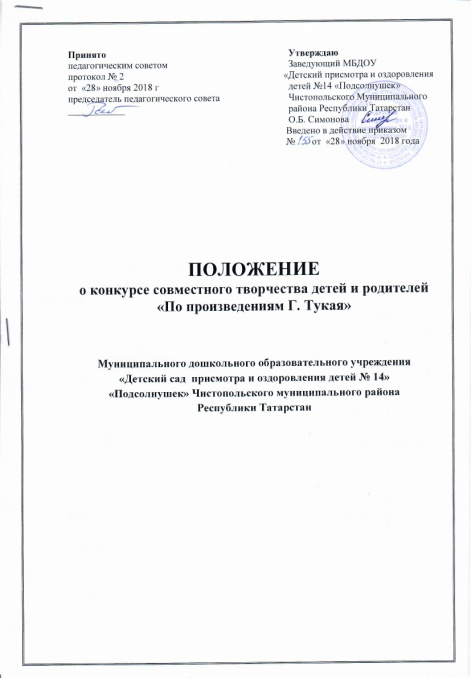 Принято
педагогическим советом
протокол № 2
от «28» ноября 2018 г
председатель педагогического совета
Утверждаю
Заведующий МБДОУ
«Детский присмотра и оздоровления
детей №14 «Подсолнушек»
Чистопольского Муниципального
района Республики Татарстан
О.Б. Симонова
Введено в действие приказом
№ 155 от «28» ноября 2018 года
ПОЛОЖЕНИЕ
о конкурсе совместного творчества детей и родителей
«По произведениям Г. Тукая»
Муниципального дошкольного образовательного учреждения
«Детский сад присмотра и оздоровления детей № 14»
«Подсолнушек» Чистопольского муниципального района
Республики Татарстан